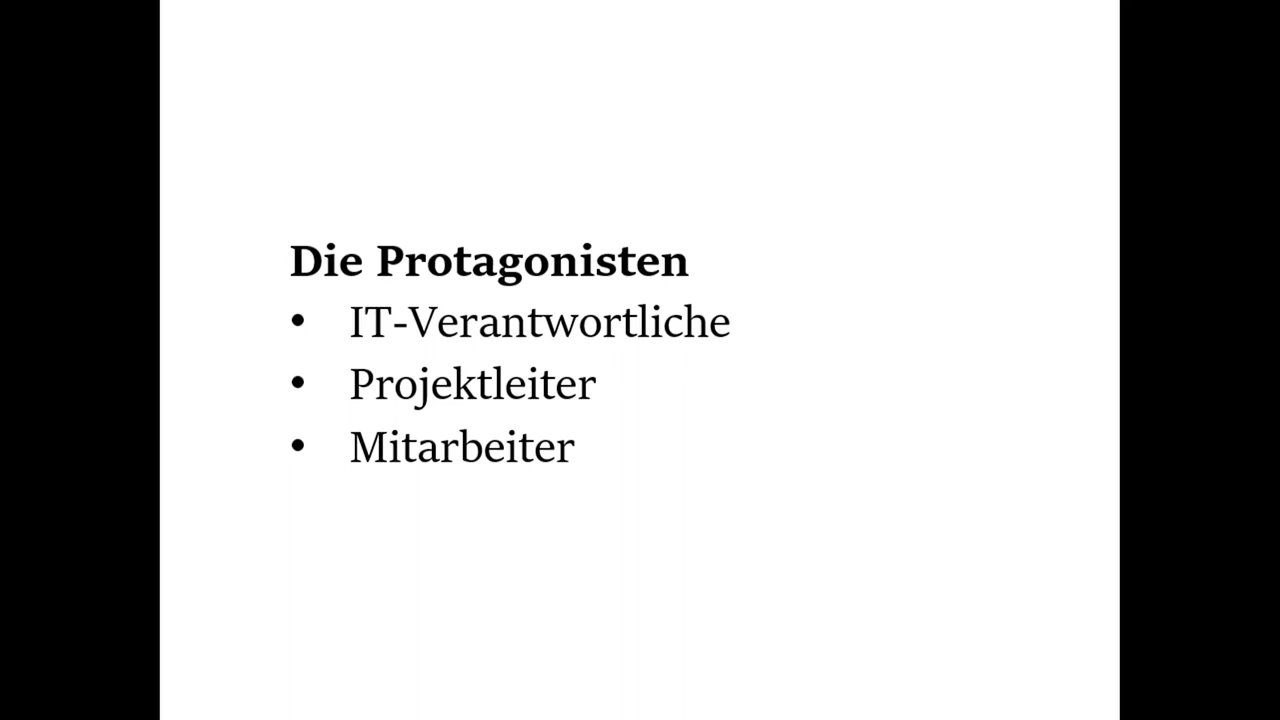 Die Protagonisten
• IT-Verantwortliche
• Projektleiter
• Mitarbeiter